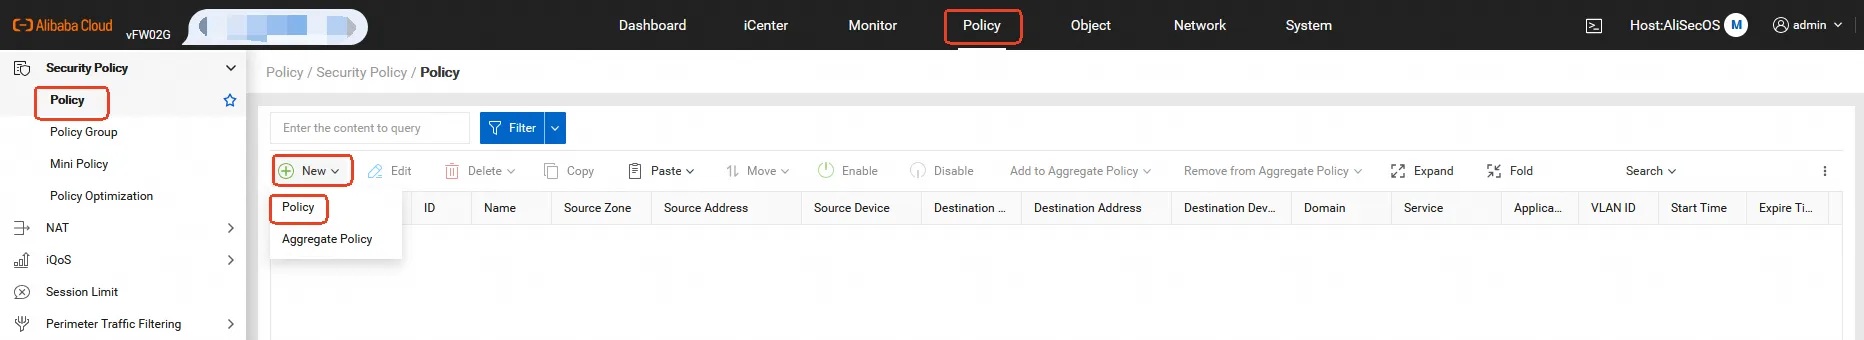 Alibaba Cloud vFW02G Dashboard iCenter Monitor Policy Object Network System Host:AliSecOS M admin
Security Policy
Policy
Policy Group
Mini Policy
Policy Optimization
NAT
iQoS
Session Limit
Perimeter Traffic Filtering
Policy / Security Policy / Policy
Enter the content to query Filter
New Edit Delete Copy Paste Move Enable Disable Add to Aggregate Policy Remove from Aggregate Policy Expand Fold Search
Policy
Aggregate Policy
ID Name Source Zone Source Address Source Device Destination ... Destination Address Destination Dev... Domain Service Applica... VLAN ID Start Time Expire Ti...